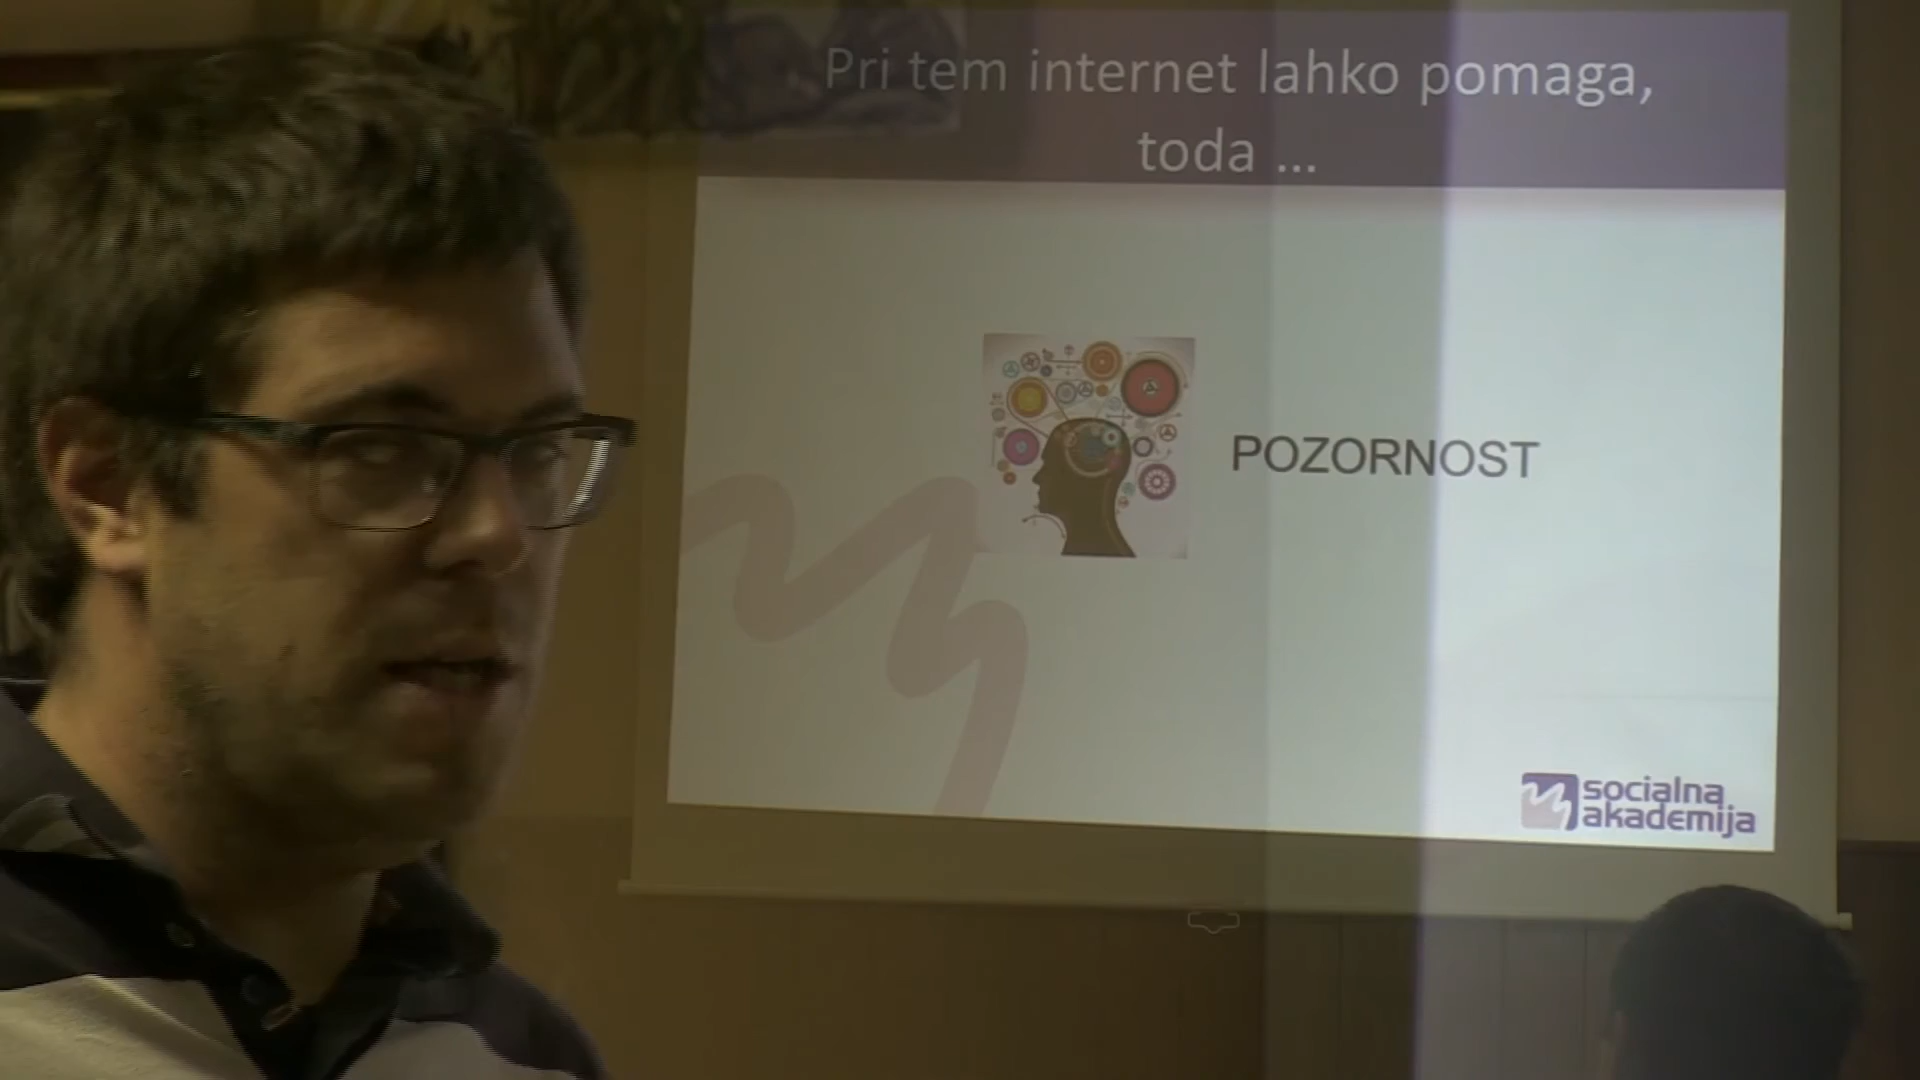 Pri tem internet lahko pomaga,
toda ...
POZORNOST
socialna
akademija